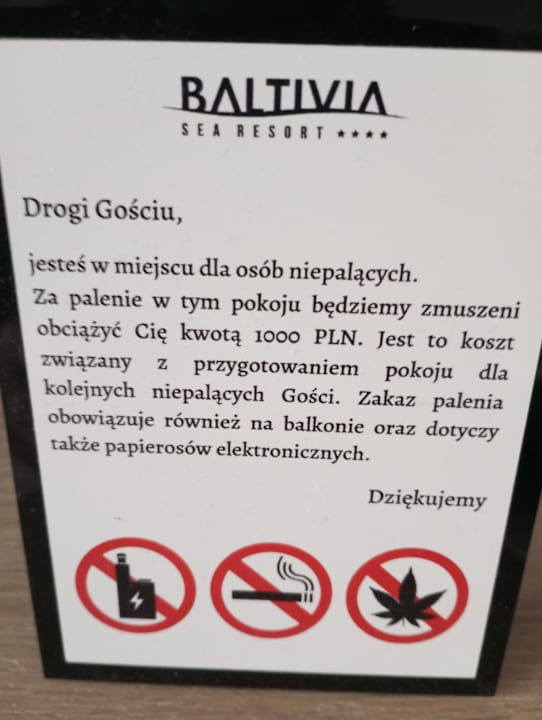 BALTIVIA
SEA RESORT ★★★★
Drogi Gościu,
jesteś w miejscu dla osób niepalących.
Za palenie w tym pokoju będziemy zmuszeni
obciążyć Cię kwotą 1000 PLN. Jest to koszt
związany z przygotowaniem pokoju dla
kolejnych niepalących Gości. Zakaz palenia
obowiązuje również na balkonie oraz dotyczy
także papierosów elektronicznych.
Dziękujemy